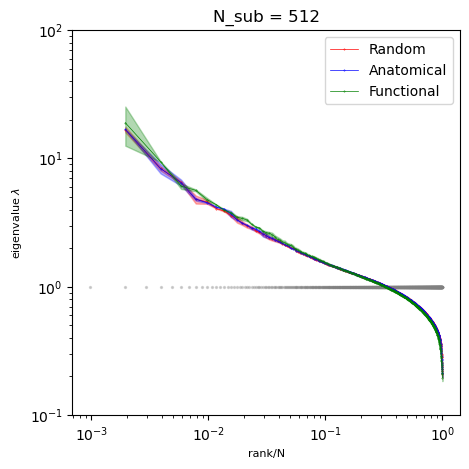 N_sub = 512
Random
Anatomical
Functional
10²
10¹
10⁰
10⁻¹
eigenvalue λ
10⁻³
10⁻²
10⁻¹
10⁰
rank/N